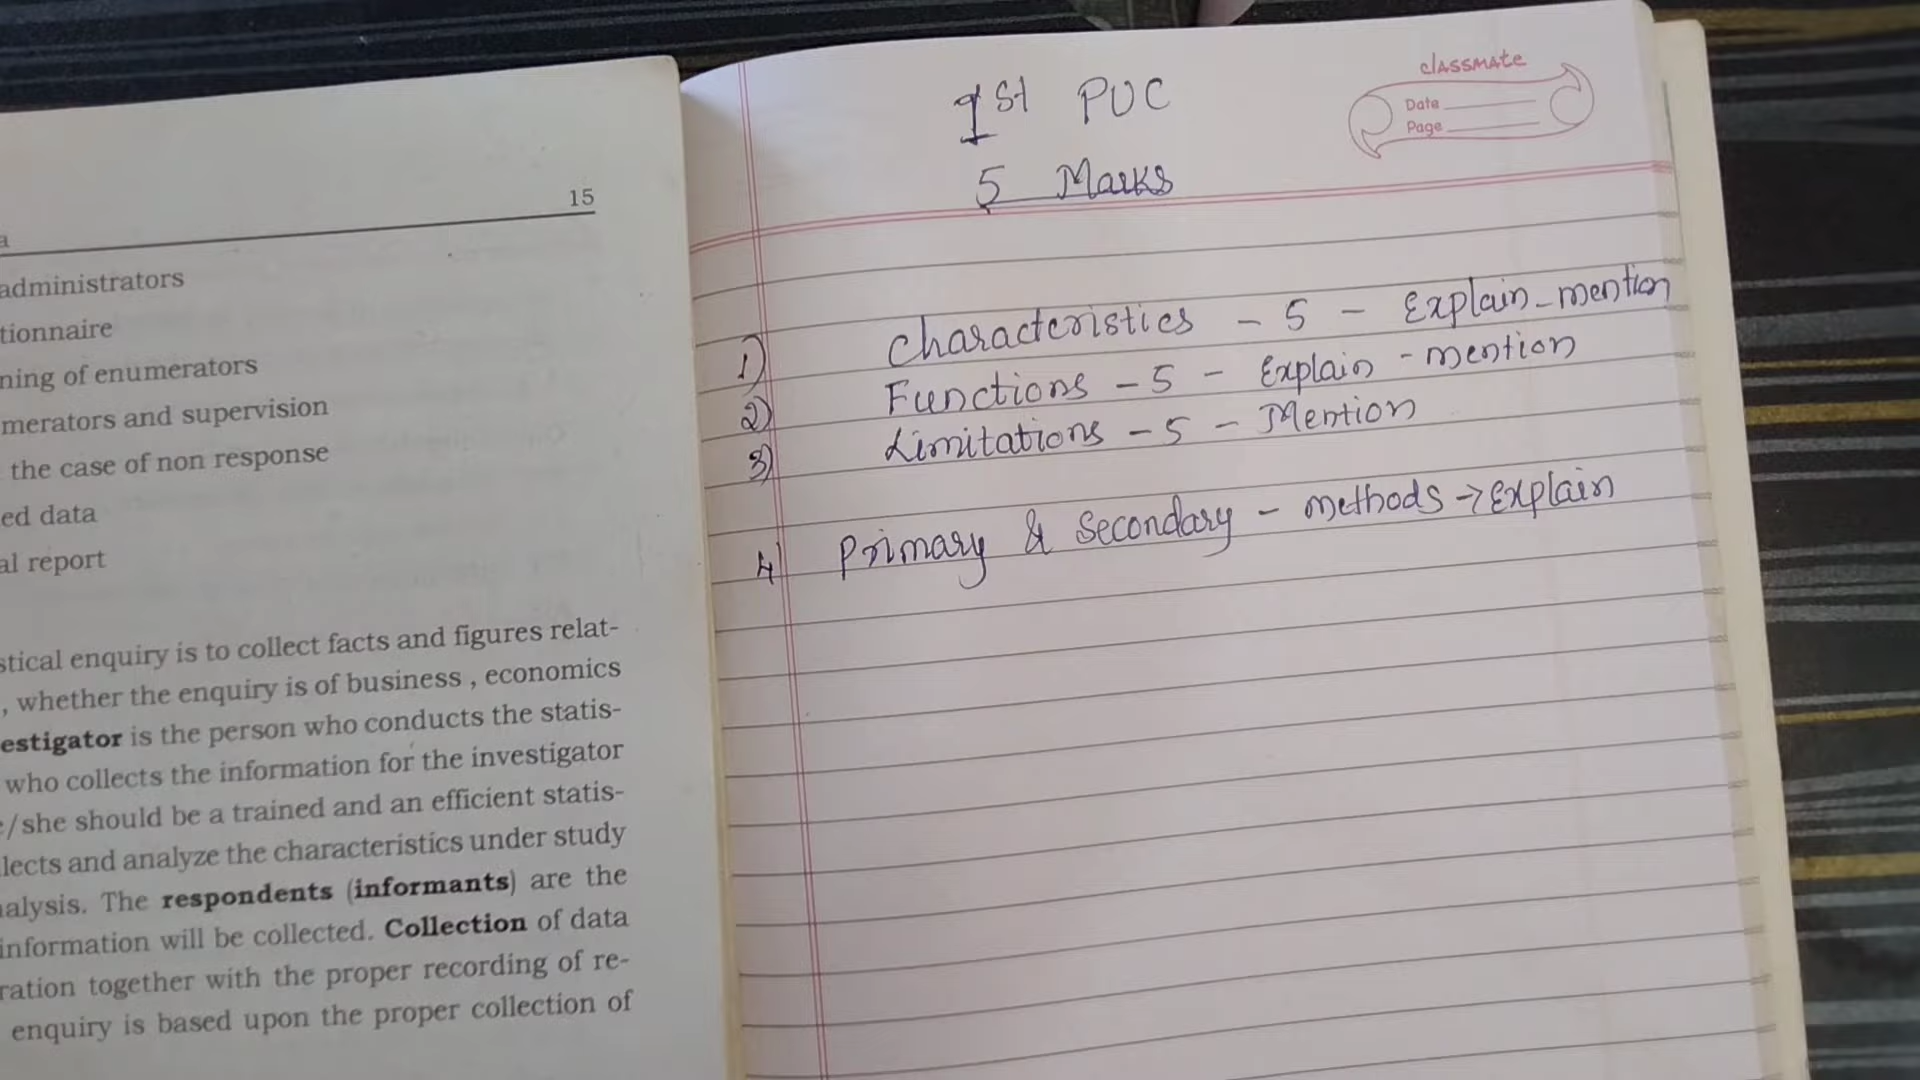 15
a
administrators
tionnaire
ning of enumerators
merators and supervision
the case of non response
ed data
al report
stical enquiry is to collect facts and figures relat-
, whether the enquiry is of business , economics
estigator is the person who conducts the statis-
who collects the information for the investigator
e/she should be a trained and an efficient statis-
llects and analyze the characteristics under study
nalysis. The respondents (informants) are the
information will be collected. Collection of data
ration together with the proper recording of re-
enquiry is based upon the proper collection of
classmate
Date
Page
1st PUC
5 Marks
1) Characteristics - 5 - Explain - mention
2) Functions - 5 - Explain - mention
3) Limitations - 5 - Mention
4) Primary & Secondary - methods → Explain